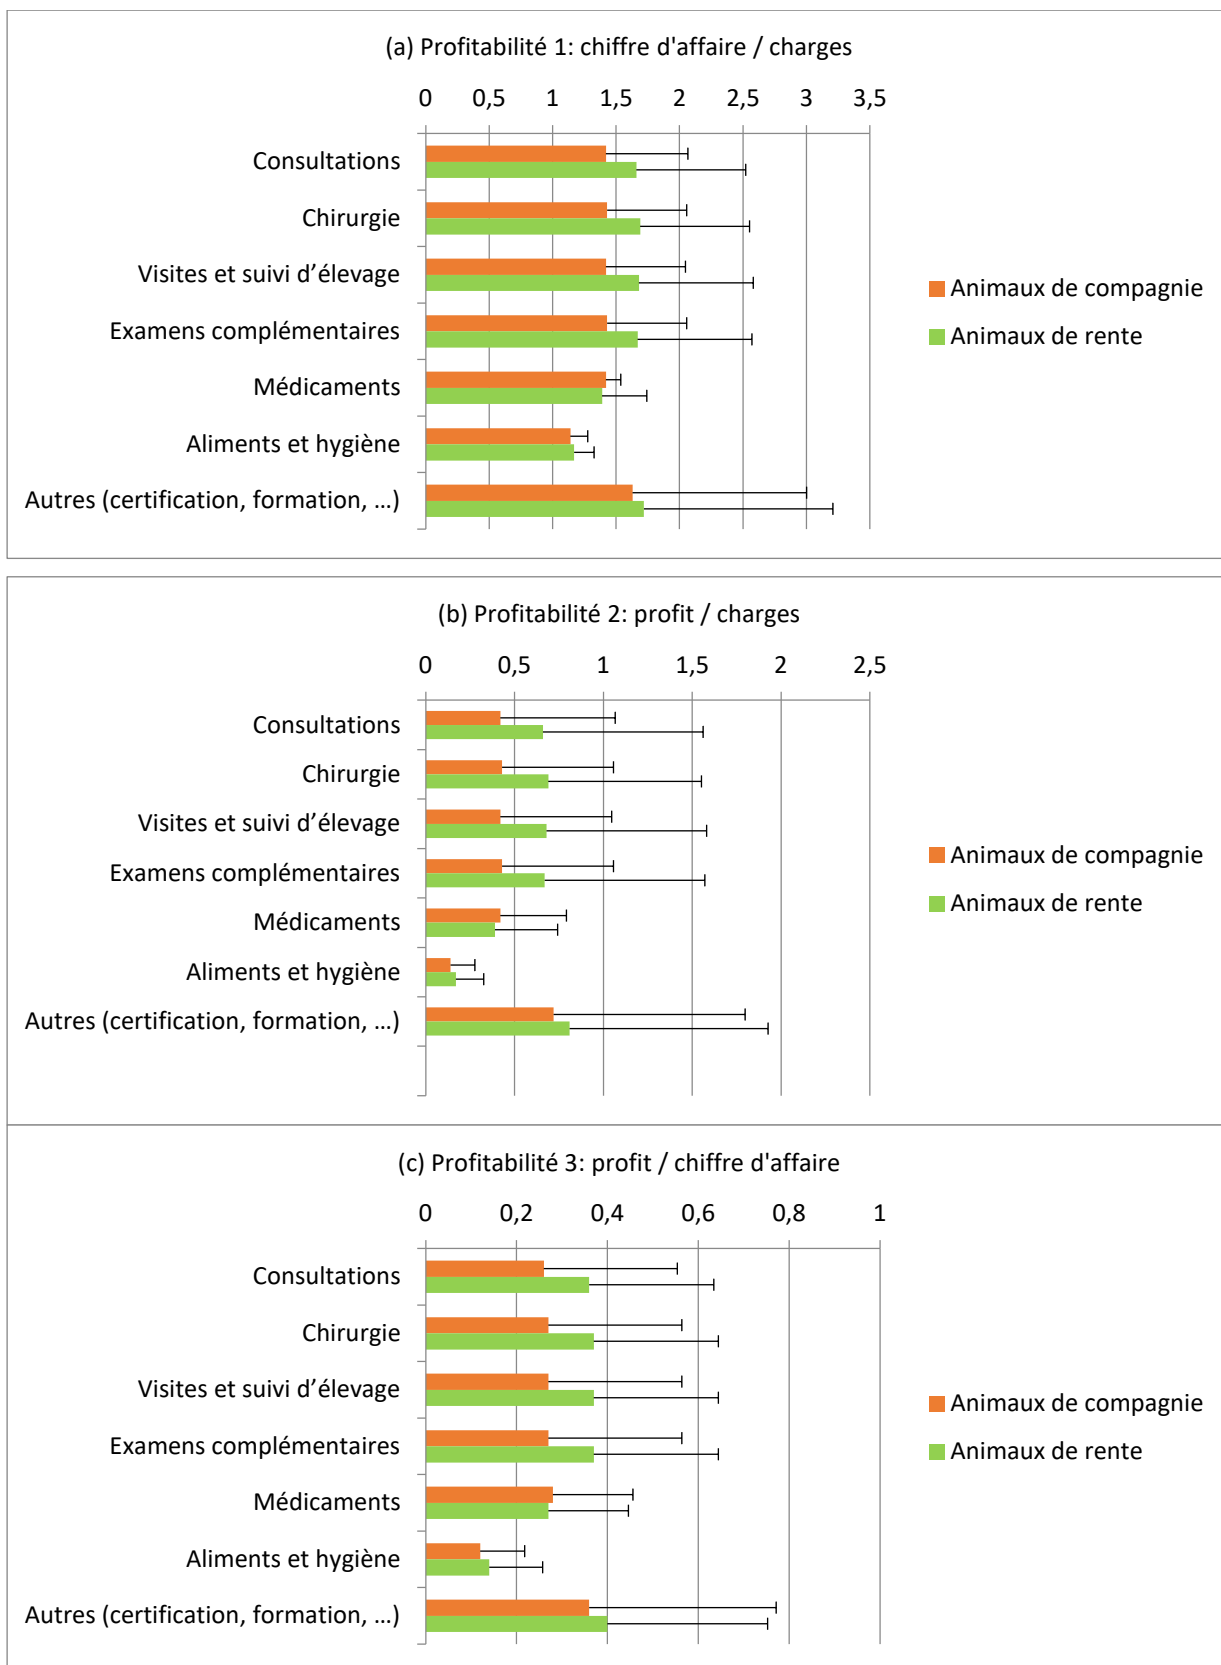 (a) Profitabilité 1: chiffre d'affaire / charges
0 0,5 1 1,5 2 2,5 3 3,5
Consultations
Chirurgie
Visites et suivi d’élevage
Examens complémentaires
Médicaments
Aliments et hygiène
Autres (certification, formation, …)
Animaux de compagnie
Animaux de rente
(b) Profitabilité 2: profit / charges
0 0,5 1 1,5 2 2,5
Consultations
Chirurgie
Visites et suivi d’élevage
Examens complémentaires
Médicaments
Aliments et hygiène
Autres (certification, formation, …)
Animaux de compagnie
Animaux de rente
(c) Profitabilité 3: profit / chiffre d'affaire
0 0,2 0,4 0,6 0,8 1
Consultations
Chirurgie
Visites et suivi d’élevage
Examens complémentaires
Médicaments
Aliments et hygiène
Autres (certification, formation, …)
Animaux de compagnie
Animaux de rente